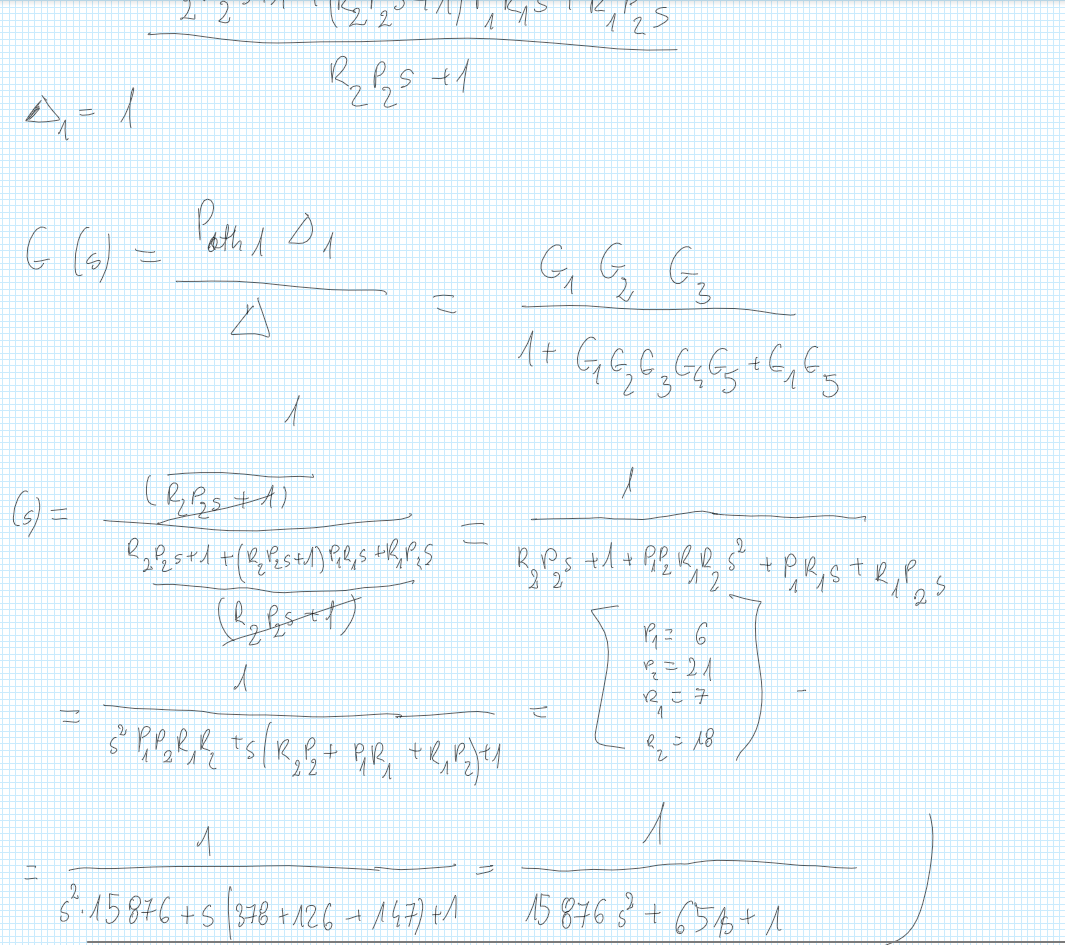 R₂P₂s + 1
Δ₁ = 1
G(s) = (Path 1 Δ₁) / Δ = (G₁ G₂ G₃) / (1 + G₁G₂G₃G₄G₅ + G₁G₅)
(s) = (1 / (R₂P₂s + 1)) / ((R₂P₂s + 1 + (R₂P₂s + 1)P₁R₁s + R₁P₂s) / (R₂P₂s + 1)) = 1 / (R₂P₂s + 1 + P₁P₂R₁R₂s² + P₁R₁s + R₁P₂s)
= 1 / (s²P₁P₂R₁R₂ + s(R₂P₂ + P₁R₁ + R₁P₂) + 1) =
P₁ = 6
P₂ = 21
R₁ = 7
R₂ = 18
= 1 / (s²·15876 + s(378 + 126 + 147) + 1) = 1 / (15876s² + 651s + 1)